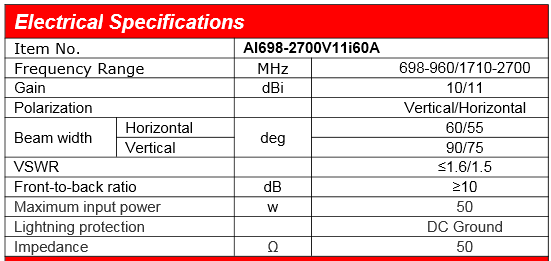 Electrical Specifications
Item No. AI698-2700V11i60A
Frequency Range MHz 698-960/1710-2700
Gain dBi 10/11
Polarization Vertical/Horizontal
Beam width Horizontal deg 60/55
Vertical 90/75
VSWR ≤1.6/1.5
Front-to-back ratio dB ≥10
Maximum input power w 50
Lightning protection DC Ground
Impedance Ω 50